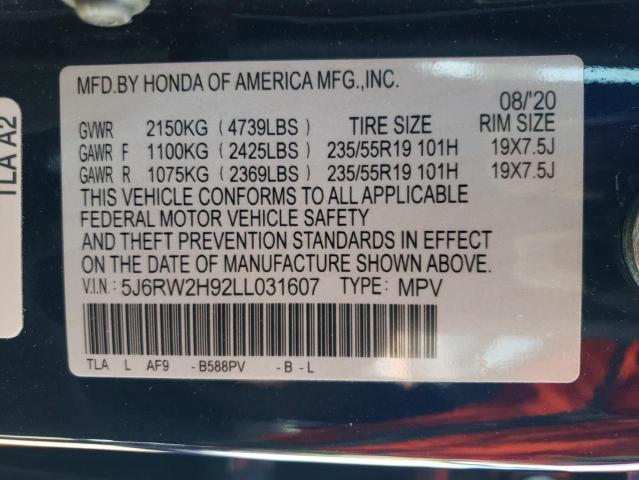 MFD.BY HONDA OF AMERICA MFG.,INC.
08/'20
GVWR 2150KG ( 4739LBS ) TIRE SIZE RIM SIZE
GAWR F 1100KG ( 2425LBS ) 235/55R19 101H 19X7.5J
GAWR R 1075KG ( 2369LBS ) 235/55R19 101H 19X7.5J
THIS VEHICLE CONFORMS TO ALL APPLICABLE
FEDERAL MOTOR VEHICLE SAFETY
AND THEFT PREVENTION STANDARDS IN EFFECT
ON THE DATE OF MANUFACTURE SHOWN ABOVE.
V.I.N: 5J6RW2H92LL031607 TYPE: MPV
TLA L AF9 -B588PV -B - L
TLA A2